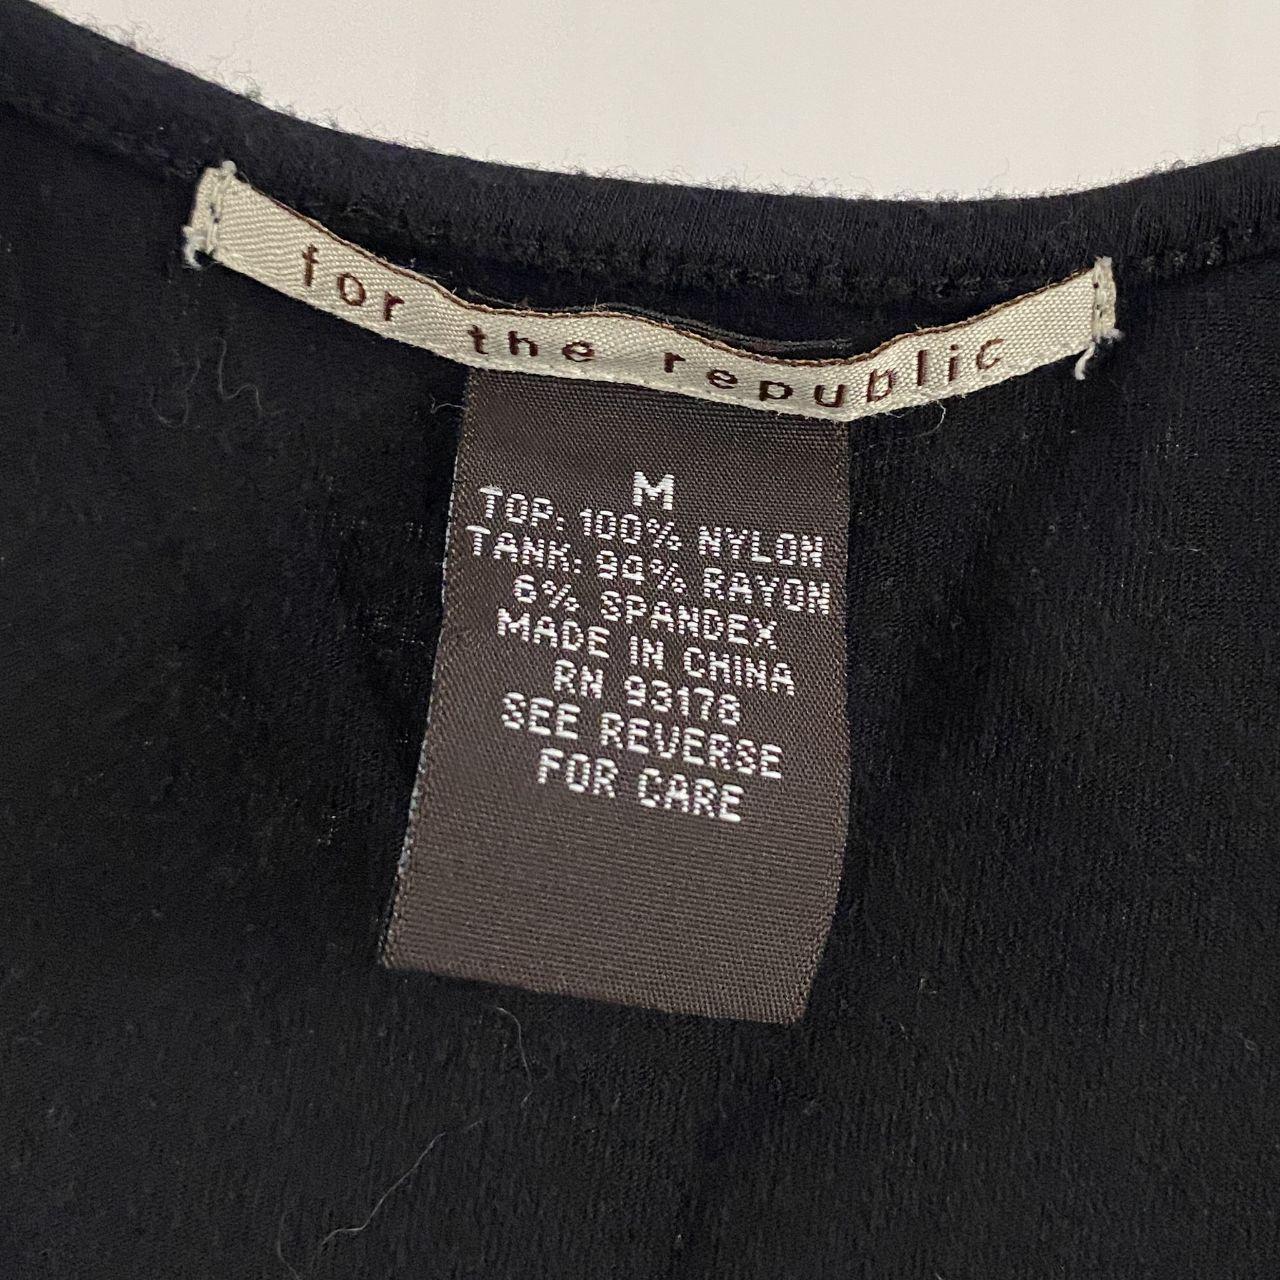 for the republic
M
TOP: 100% NYLON
TANK: 94% RAYON
6% SPANDEX
MADE IN CHINA
RN 93178
SEE REVERSE
FOR CARE